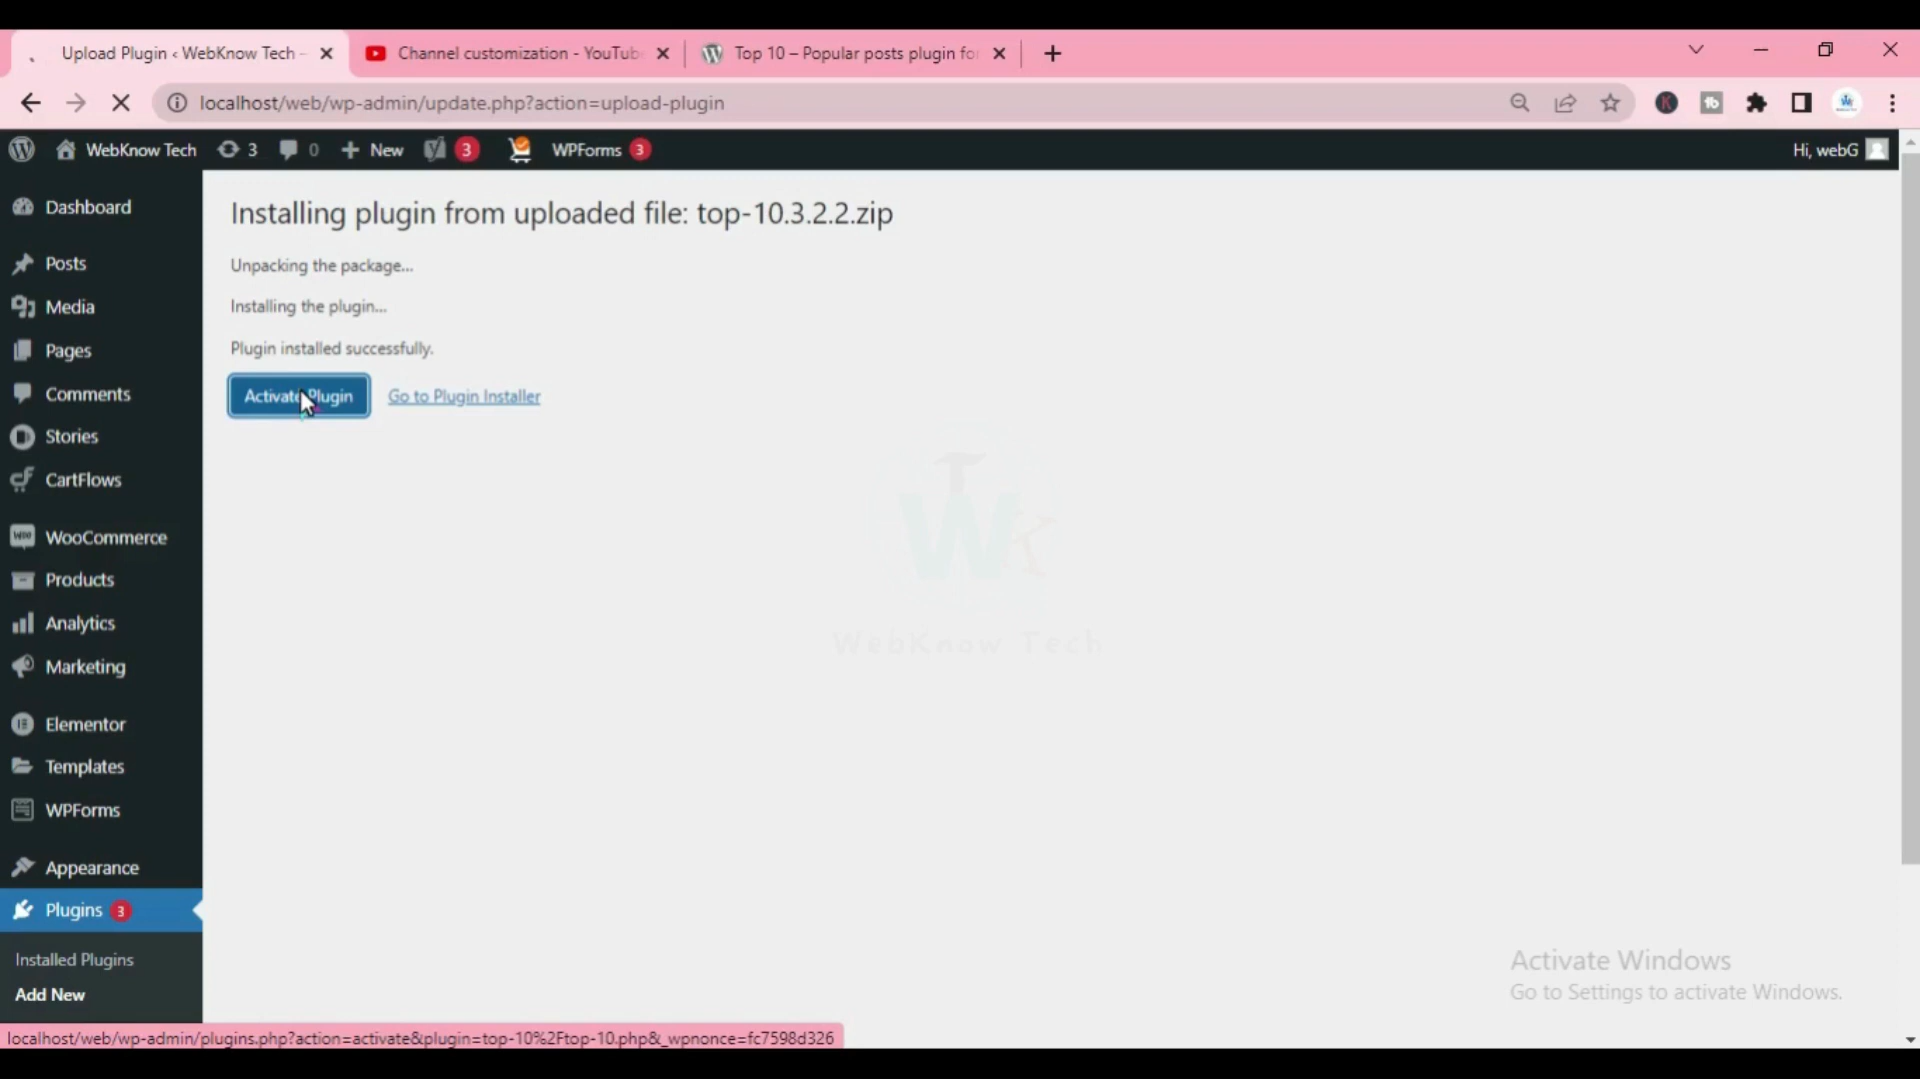 Upload Plugin ‹ WebKnow Tech –
Channel customization - YouTub
Top 10 – Popular posts plugin fo
localhost/web/wp-admin/update.php?action=upload-plugin
WebKnow Tech
3
0
New
3
WPForms 3
Hi, webG
Dashboard
Posts
Media
Pages
Comments
Stories
CartFlows
WooCommerce
Products
Analytics
Marketing
Elementor
Templates
WPForms
Appearance
Plugins 3
Installed Plugins
Add New
Installing plugin from uploaded file: top-10.3.2.2.zip
Unpacking the package...
Installing the plugin...
Plugin installed successfully.
Activate Plugin
Go to Plugin Installer
WebKnow Tech
Activate Windows
Go to Settings to activate Windows.
localhost/web/wp-admin/plugins.php?action=activate&plugin=top-10%2Ftop-10.php&_wpnonce=fc7598d326